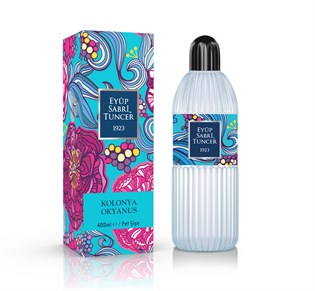 EYÜP
SABRİ
TUNCER
1923
KOLONYA
OKYANUS
400ml ℮ / Pet Şişe
EYÜP
SABRİ
TUNCER
1923